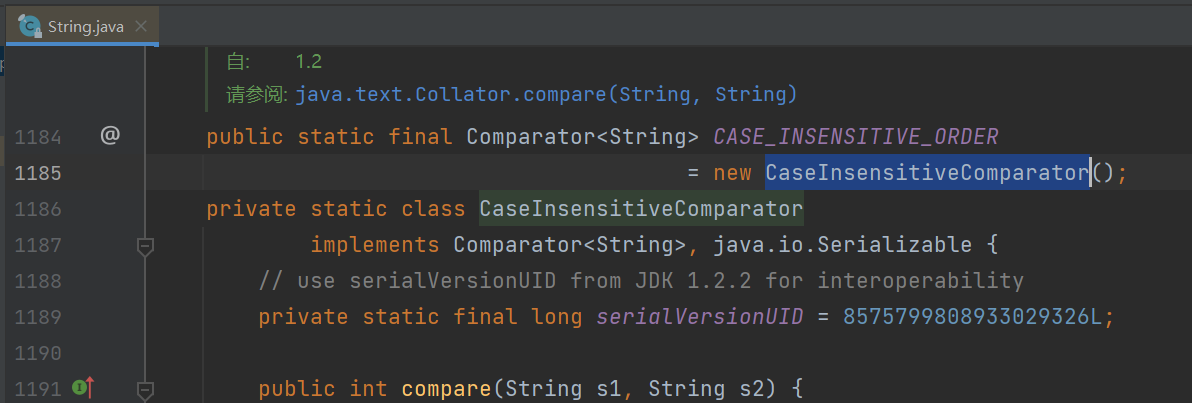 String.java
自: 1.2
请参阅: java.text.Collator.compare(String, String)
1184 @ public static final Comparator<String> CASE_INSENSITIVE_ORDER
1185 = new CaseInsensitiveComparator();
1186 private static class CaseInsensitiveComparator
1187 implements Comparator<String>, java.io.Serializable {
1188 // use serialVersionUID from JDK 1.2.2 for interoperability
1189 private static final long serialVersionUID = 8575799808933029326L;
1190
1191 public int compare(String s1, String s2) {